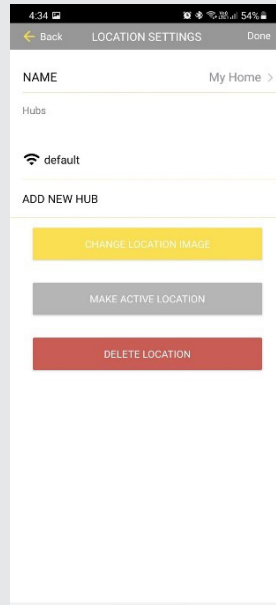 4:34 54%
Back LOCATION SETTINGS Done
NAME My Home >
Hubs
default
ADD NEW HUB
CHANGE LOCATION IMAGE
MAKE ACTIVE LOCATION
DELETE LOCATION